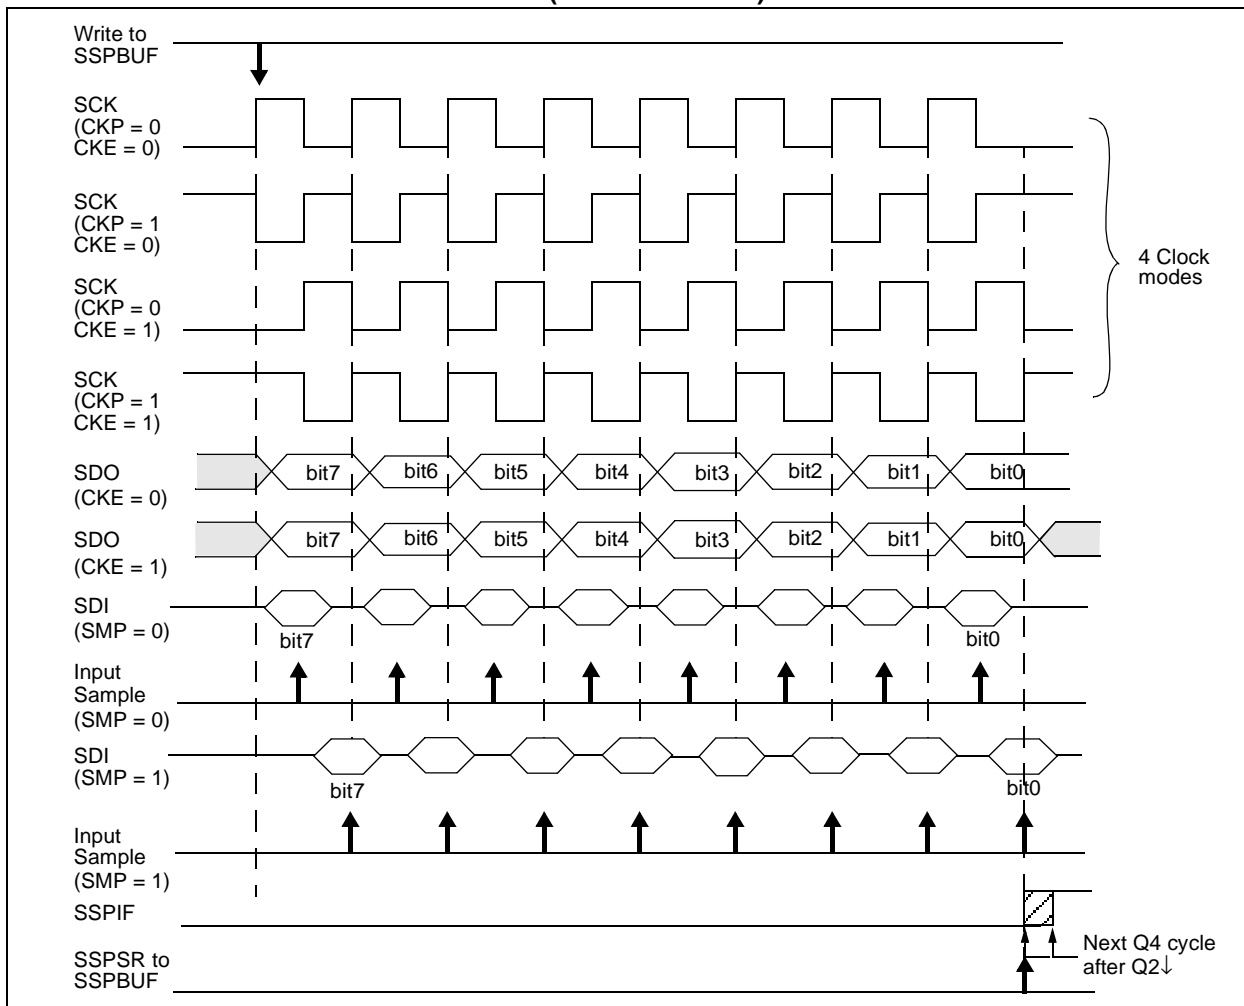 Write to
SSPBUF
SCK
(CKP = 0
CKE = 0)
SCK
(CKP = 1
CKE = 0)
SCK
(CKP = 0
CKE = 1)
SCK
(CKP = 1
CKE = 1)
4 Clock
modes
SDO
(CKE = 0)
bit7 bit6 bit5 bit4 bit3 bit2 bit1 bit0
SDO
(CKE = 1)
bit7 bit6 bit5 bit4 bit3 bit2 bit1 bit0
SDI
(SMP = 0)
bit7 bit0
Input
Sample
(SMP = 0)
SDI
(SMP = 1)
bit7 bit0
Input
Sample
(SMP = 1)
SSPIF
Next Q4 cycle
after Q2↓
SSPSR to
SSPBUF